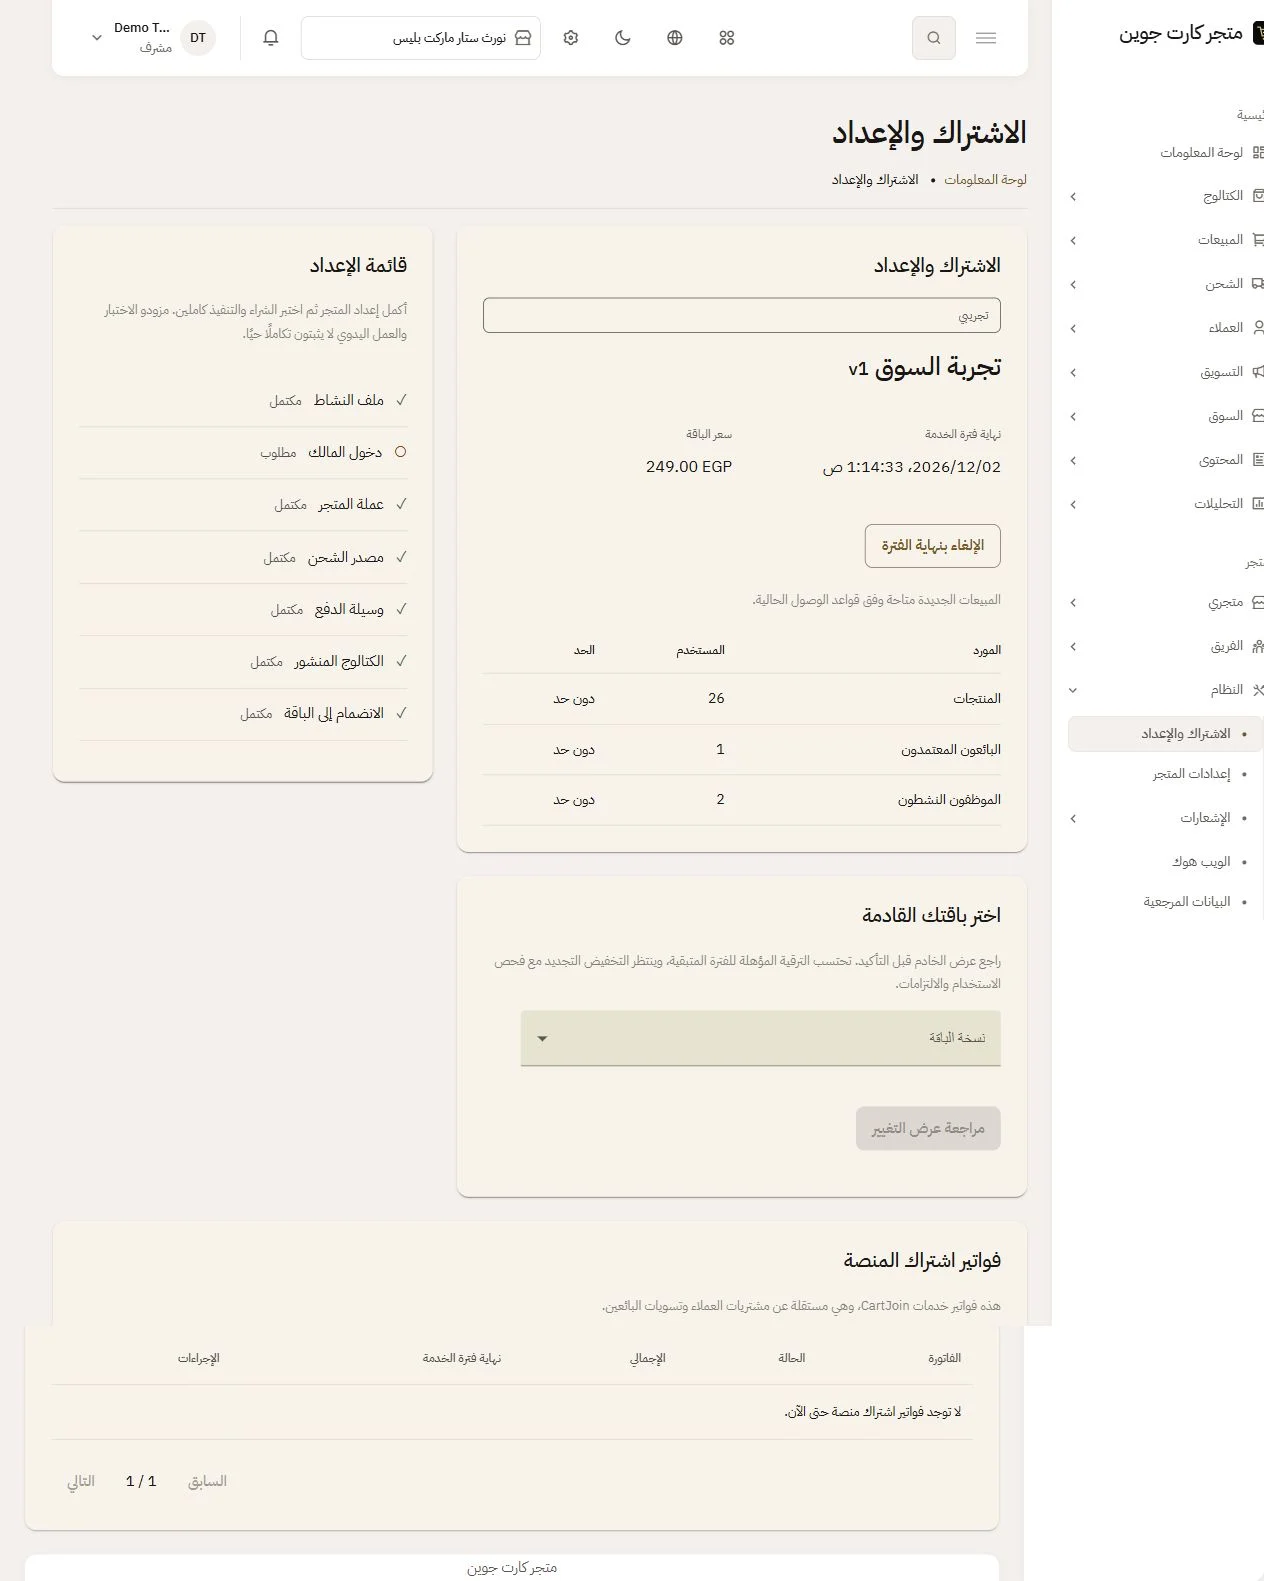 متجر كارت جوين
نورث ستار ماركت بليس
Demo T...
مشرف
DT
لوحة المعلومات
الكتالوج
المبيعات
الشحن
العملاء
التسويق
السوق
المحتوى
التحليلات
متجري
الفريق
النظام
الاشتراك والإعداد
إعدادات المتجر
الإشعارات
الويب هوك
البيانات المرجعية
الاشتراك والإعداد
لوحة المعلومات • الاشتراك والإعداد
الاشتراك والإعداد
تجريبي
تجربة السوق v1
نهاية فترة الخدمة
سعر الباقة
2026/12/02، 1:14:33 ص
249.00 EGP
الإلغاء بنهاية الفترة
المبيعات الجديدة متاحة وفق قواعد الوصول الحالية.
المورد المستخدم الحد
المنتجات 26 دون حد
البائعون المعتمدون 1 دون حد
الموظفون النشطون 2 دون حد
قائمة الإعداد
أكمل إعداد المتجر ثم اختبر الشراء والتنفيذ كاملين. مزودو الاختبار
والعمل اليدوي لا يثبتون تكاملًا حيًا.
ملف النشاط مكتمل
دخول المالك مطلوب
عملة المتجر مكتمل
مصدر الشحن مكتمل
وسيلة الدفع مكتمل
الكتالوج المنشور مكتمل
الانضمام إلى الباقة مكتمل
اختر باقتك القادمة
راجع عرض الخادم قبل التأكيد. تحتسب الترقية المؤهلة للفترة المتبقية، وينتظر التخفيض التجديد مع فحص
الاستخدام والالتزامات.
نسخة الباقة
مراجعة عرض التغيير
فواتير اشتراك المنصة
هذه فواتير خدمات CartJoin، وهي مستقلة عن مشتريات العملاء وتسويات البائعين.
الفاتورة الحالة الإجمالي نهاية فترة الخدمة الإجراءات
لا توجد فواتير اشتراك منصة حتى الآن.
السابق 1 / 1 التالي
متجر كارت جوين